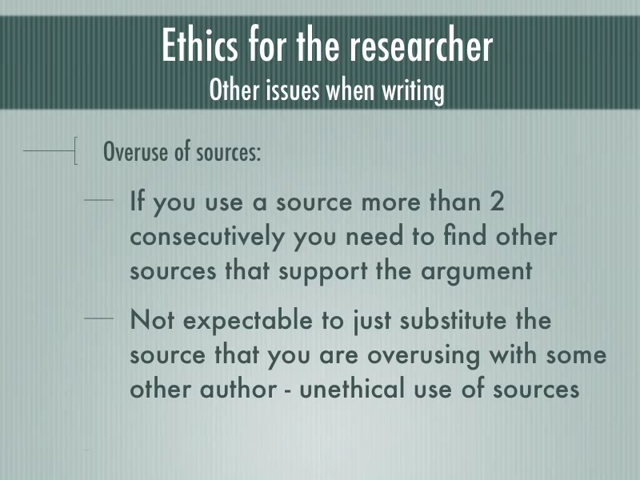 Ethics for the researcher
Other issues when writing
Overuse of sources:
If you use a source more than 2
consecutively you need to find other
sources that support the argument
Not expectable to just substitute the
source that you are overusing with some
other author - unethical use of sources